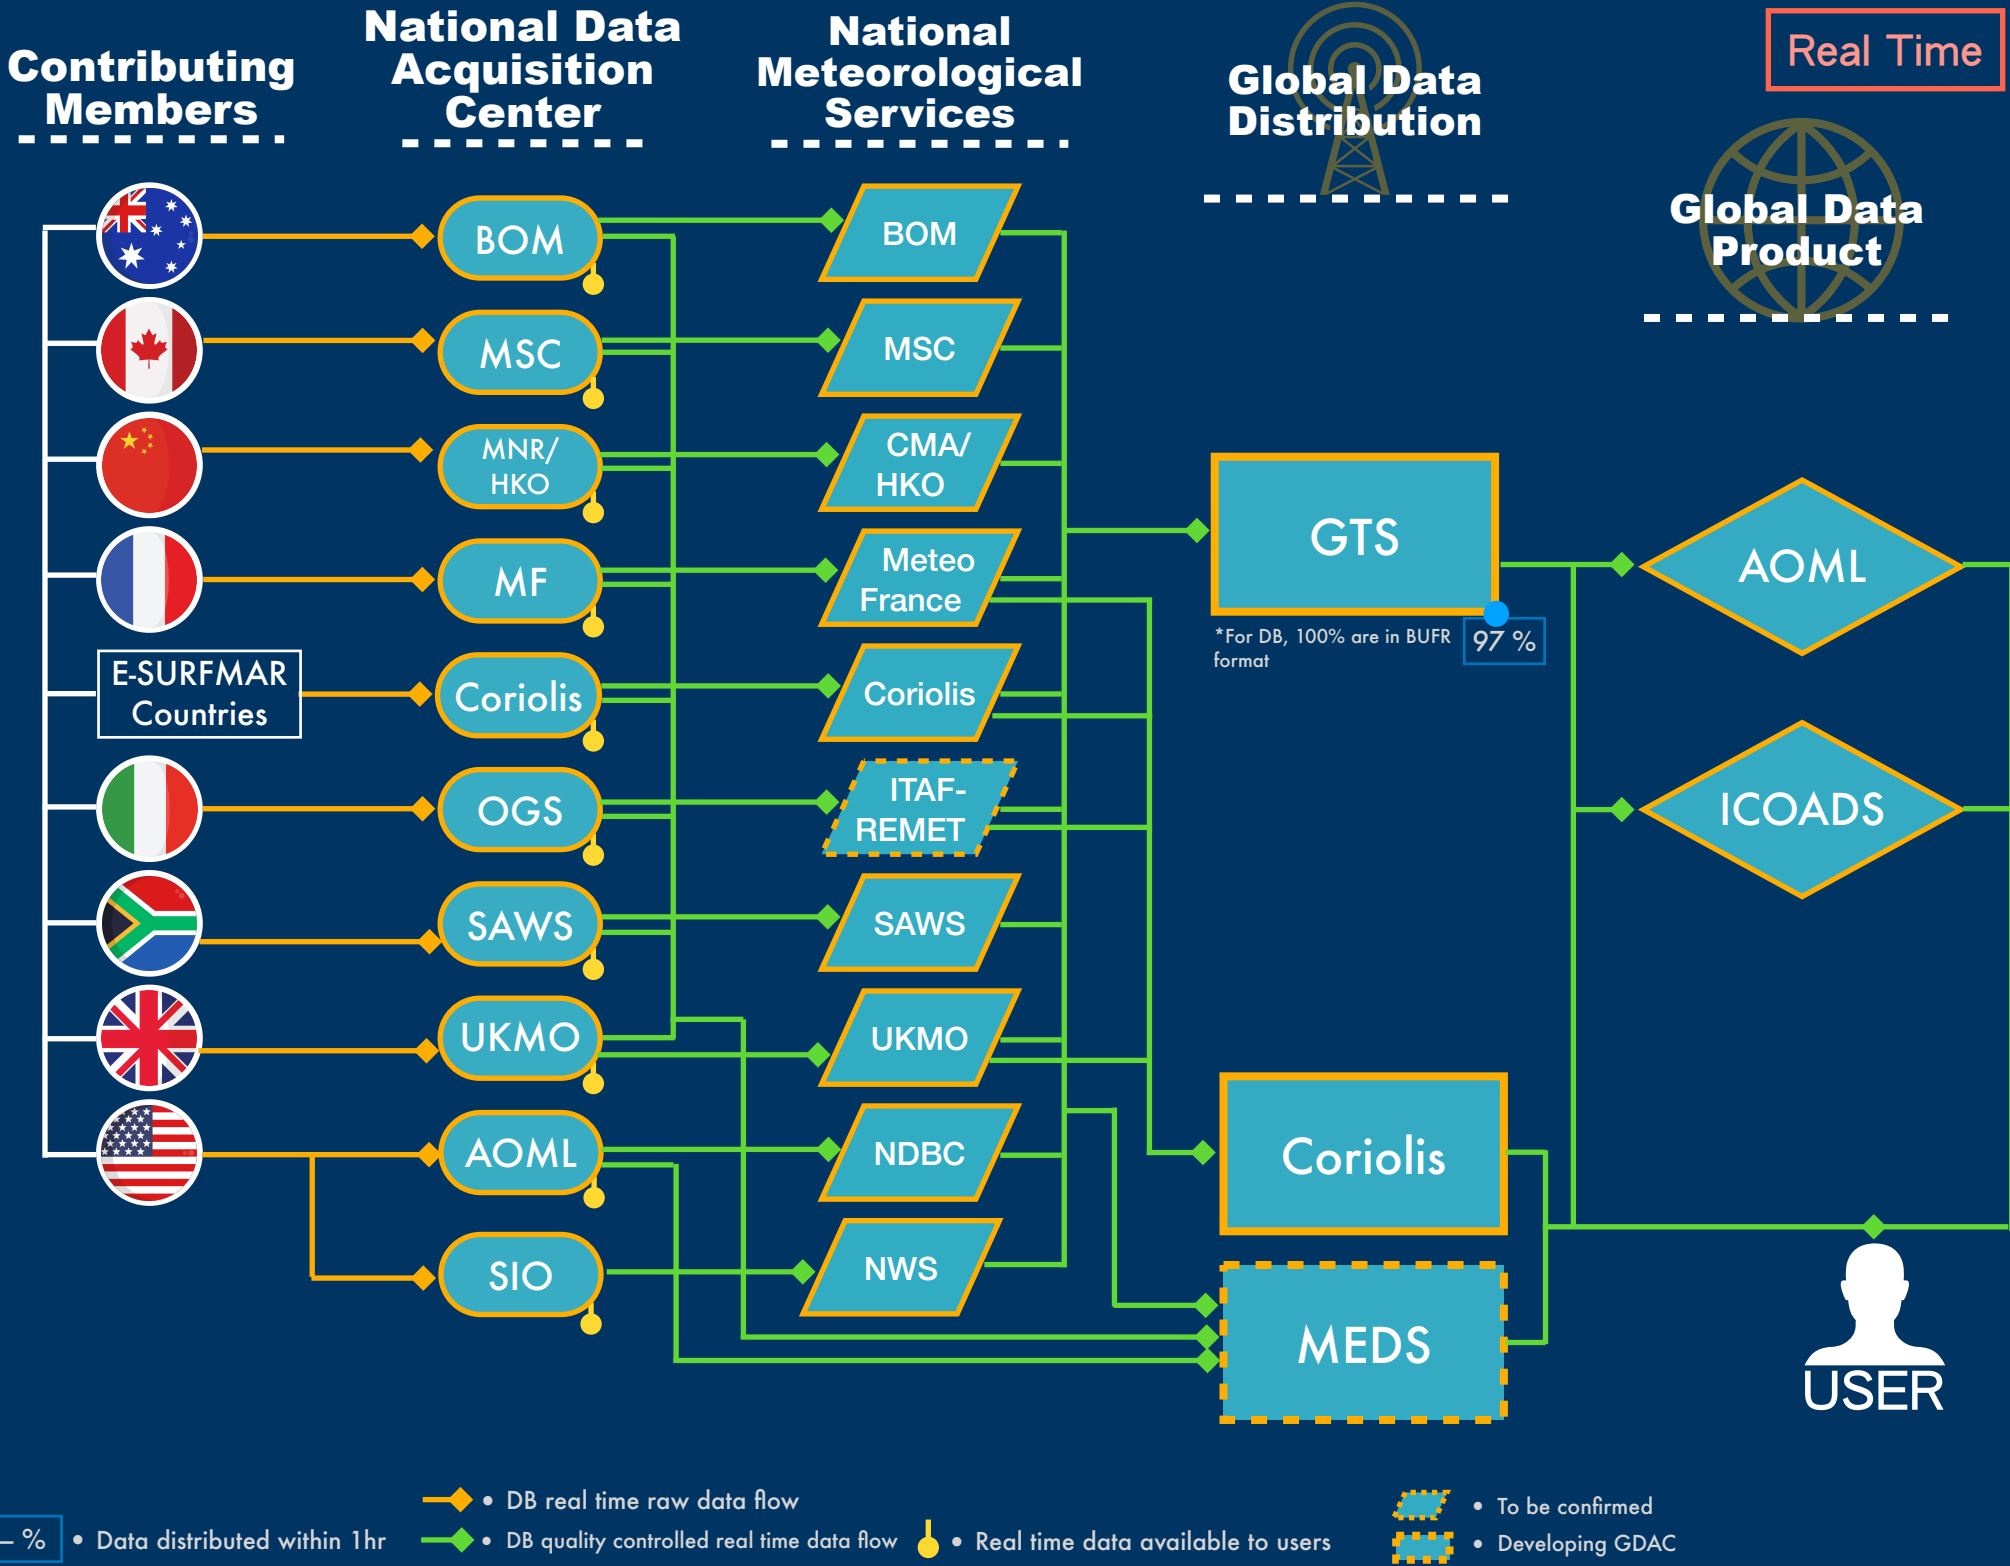 Contributing
Members
National Data
Acquisition
Center
National
Meteorological
Services
Global Data
Distribution
Real Time
Global Data
Product
BOM
BOM
MSC
MSC
MNR/
HKO
CMA/
HKO
MF
Meteo
France
E-SURFMAR
Countries
Coriolis
Coriolis
OGS
ITAF-
REMET
SAWS
SAWS
UKMO
UKMO
AOML
NDBC
SIO
NWS
GTS
*For DB, 100% are in BUFR
format
97 %
Coriolis
MEDS
AOML
ICOADS
USER
– %
• Data distributed within 1hr
• DB real time raw data flow
• DB quality controlled real time data flow
• Real time data available to users
• To be confirmed
• Developing GDAC